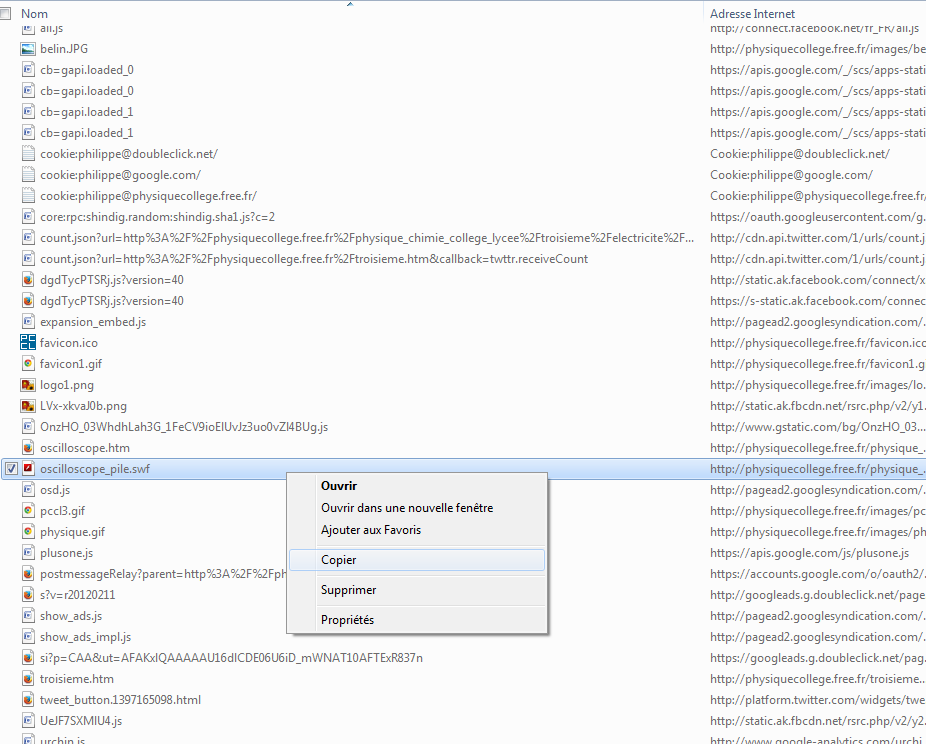 Nom Adresse Internet
all.js http://connect.facebook.net/fr_FR/all.js
belin.JPG http://physiquecollege.free.fr/images/be
cb=gapi.loaded_0 https://apis.google.com/_/scs/apps-stati
cb=gapi.loaded_0 https://apis.google.com/_/scs/apps-stati
cb=gapi.loaded_1 https://apis.google.com/_/scs/apps-stati
cb=gapi.loaded_1 https://apis.google.com/_/scs/apps-stati
cookie:philippe@doubleclick.net/ Cookie:philippe@doubleclick.net/
cookie:philippe@google.com/ Cookie:philippe@google.com/
cookie:philippe@physiquecollege.free.fr/ Cookie:philippe@physiquecollege.free.fr/
core:rpc:shindig.random:shindig.sha1.js?c=2 https://oauth.googleusercontent.com/g.
count.json?url=http%3A%2F%2Fphysiquecollege.free.fr%2Fphysique_chimie_college_lycee%2Ftroisieme%2Felectricite%2F... http://cdn.api.twitter.com/1/urls/count.j
count.json?url=http%3A%2F%2Fphysiquecollege.free.fr%2Ftroisieme.htm&callback=twttr.receiveCount http://cdn.api.twitter.com/1/urls/count.j
dgdTycPTSRj.js?version=40 http://static.ak.facebook.com/connect/x
dgdTycPTSRj.js?version=40 https://s-static.ak.facebook.com/connec
expansion_embed.js http://pagead2.googlesyndication.com/.
favicon.ico http://physiquecollege.free.fr/favicon.ico
favicon1.gif http://physiquecollege.free.fr/favicon1.g
logo1.png http://physiquecollege.free.fr/images/lo.
LVx-xkvaJ0b.png http://static.ak.fbcdn.net/rsrc.php/v2/y1.
OnzHO_03WhdhLah3G_1FeCV9ioEIUvJz3uo0vZl4BUg.js http://www.gstatic.com/bg/OnzHO_03...
oscilloscope.htm http://physiquecollege.free.fr/physique_.
oscilloscope_pile.swf http://physiquecollege.free.fr/physique_.
osd.js http://pagead2.googlesyndication.com/.
Ouvrir
Ouvrir dans une nouvelle fenêtre
Ajouter aux Favoris
Copier
Supprimer
Propriétés
pccl3.gif http://physiquecollege.free.fr/images/pc
physique.gif http://physiquecollege.free.fr/images/ph
plusone.js https://apis.google.com/js/plusone.js
postmessageRelay?parent=http%3A%2F%2Fph https://accounts.google.com/o/oauth2/
s?v=r20120211 http://googleads.g.doubleclick.net/page
show_ads.js http://pagead2.googlesyndication.com/.
show_ads_impl.js http://pagead2.googlesyndication.com/.
si?p=CAA&ut=AFAKxlQAAAAAU16dlCDE06U6iD_mWNAT10AFTExR837n https://googleads.g.doubleclick.net/pag.
troisieme.htm http://physiquecollege.free.fr/troisieme..
tweet_button.1397165098.html http://platform.twitter.com/widgets/twe
UeJF7SXMIU4.js http://static.ak.fbcdn.net/rsrc.php/v2/y2.
urchin.js http://www.google-analytics.com/urchi.